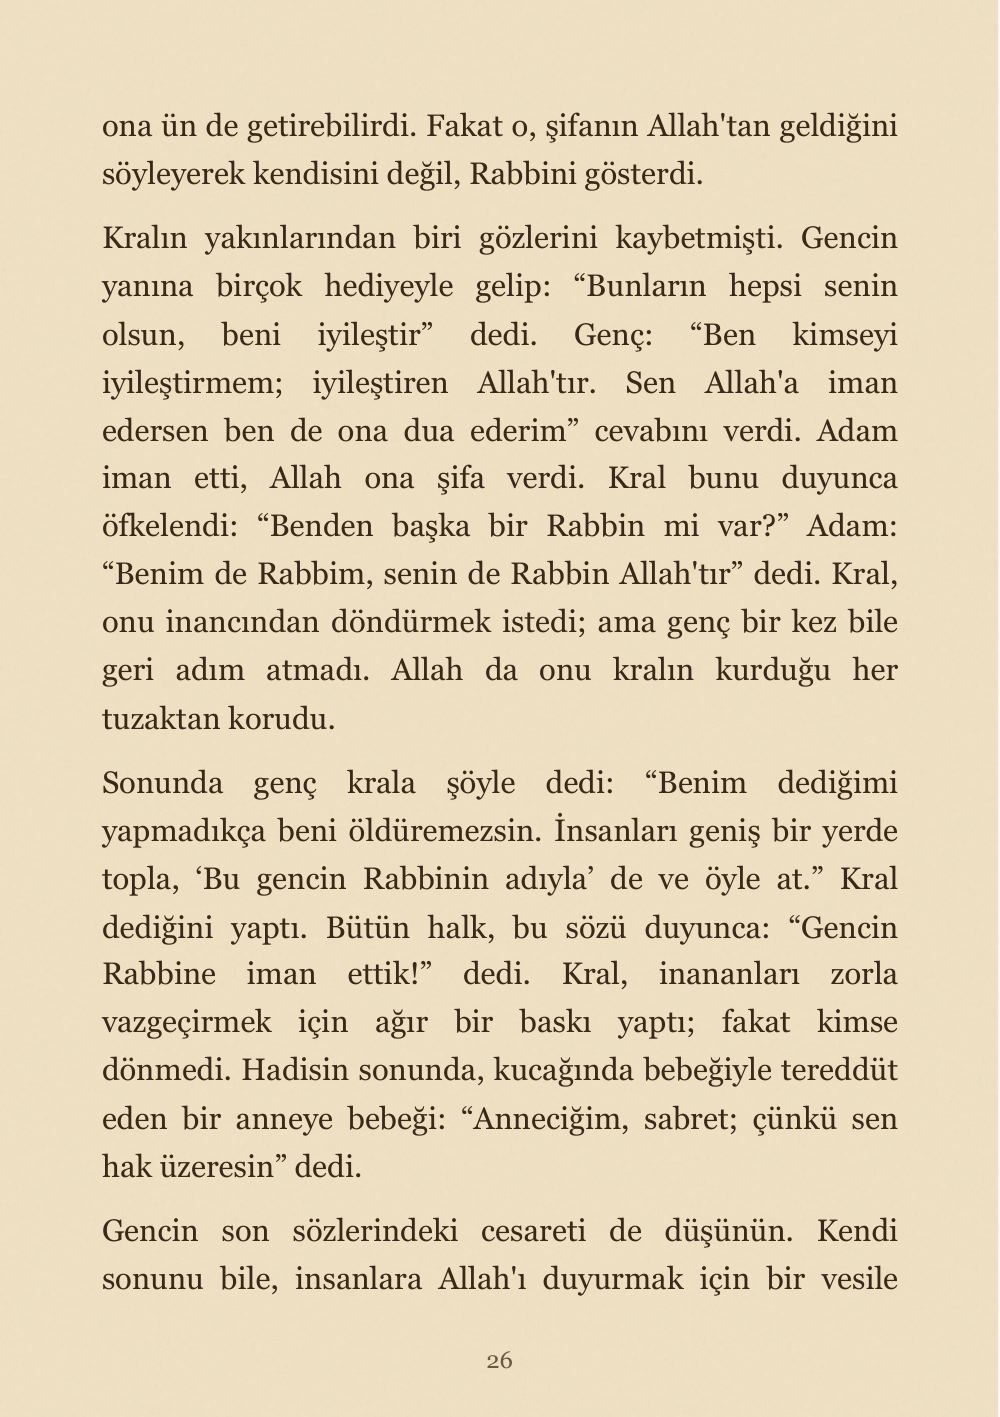 ona ün de getirebilirdi. Fakat o, şifanın Allah'tan geldiğini
söyleyerek kendisini değil, Rabbini gösterdi.
Kralın yakınlarından biri gözlerini kaybetmişti. Gencin
yanına birçok hediyeyle gelip: “Bunların hepsi senin
olsun, beni iyileştir” dedi. Genç: “Ben kimseyi
iyileştirmem; iyileştiren Allah'tır. Sen Allah'a iman
edersen ben de ona dua ederim” cevabını verdi. Adam
iman etti, Allah ona şifa verdi. Kral bunu duyunca
öfkelendi: “Benden başka bir Rabbin mi var?” Adam:
“Benim de Rabbim, senin de Rabbin Allah'tır” dedi. Kral,
onu inancından döndürmek istedi; ama genç bir kez bile
geri adım atmadı. Allah da onu kralın kurduğu her
tuzaktan korudu.
Sonunda genç krala şöyle dedi: “Benim dediğimi
yapmadıkça beni öldüremezsin. İnsanları geniş bir yerde
topla, ‘Bu gencin Rabbinin adıyla’ de ve öyle at.” Kral
dediğini yaptı. Bütün halk, bu sözü duyunca: “Gencin
Rabbine iman ettik!” dedi. Kral, inananları zorla
vazgeçirmek için ağır bir baskı yaptı; fakat kimse
dönmedi. Hadisin sonunda, kucağında bebeğiyle tereddüt
eden bir anneye bebeği: “Anneciğim, sabret; çünkü sen
hak üzeresin” dedi.
Gencin son sözlerindeki cesareti de düşünün. Kendi
sonunu bile, insanlara Allah'ı duyurmak için bir vesile
26